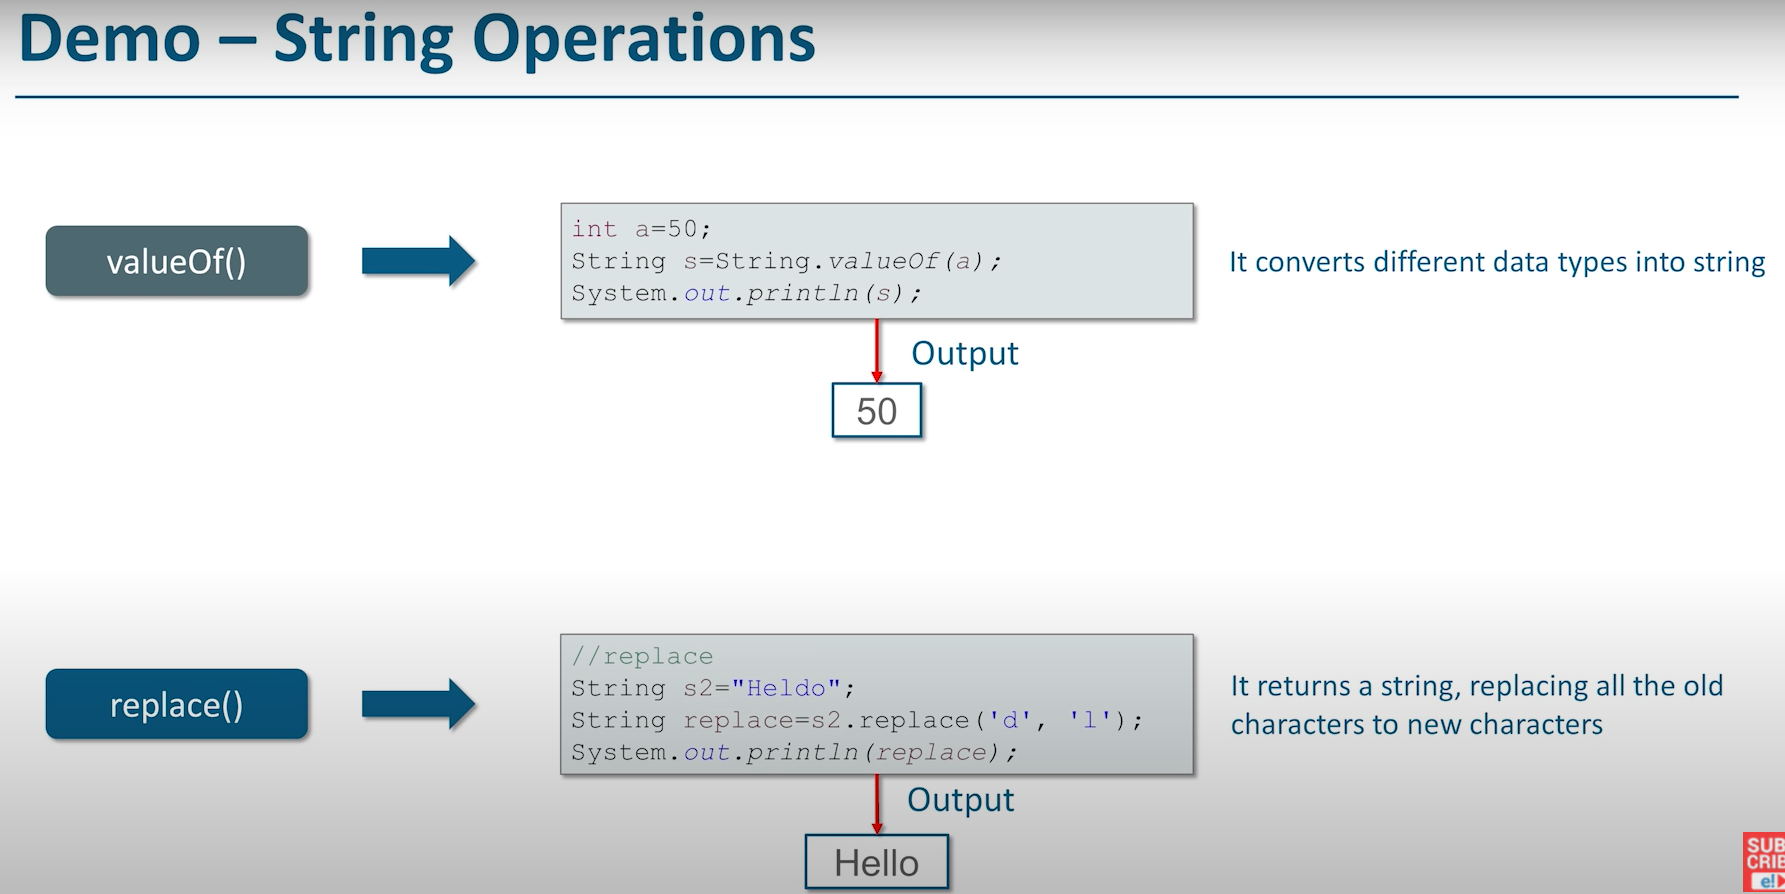 Demo – String Operations
valueOf()
int a=50;
String s=String.valueOf(a);
System.out.println(s);
It converts different data types into string
Output
50
replace()
//replace
String s2="Heldo";
String replace=s2.replace('d', 'l');
System.out.println(replace);
It returns a string, replacing all the old
characters to new characters
Output
Hello
SUB
CRIB
e!